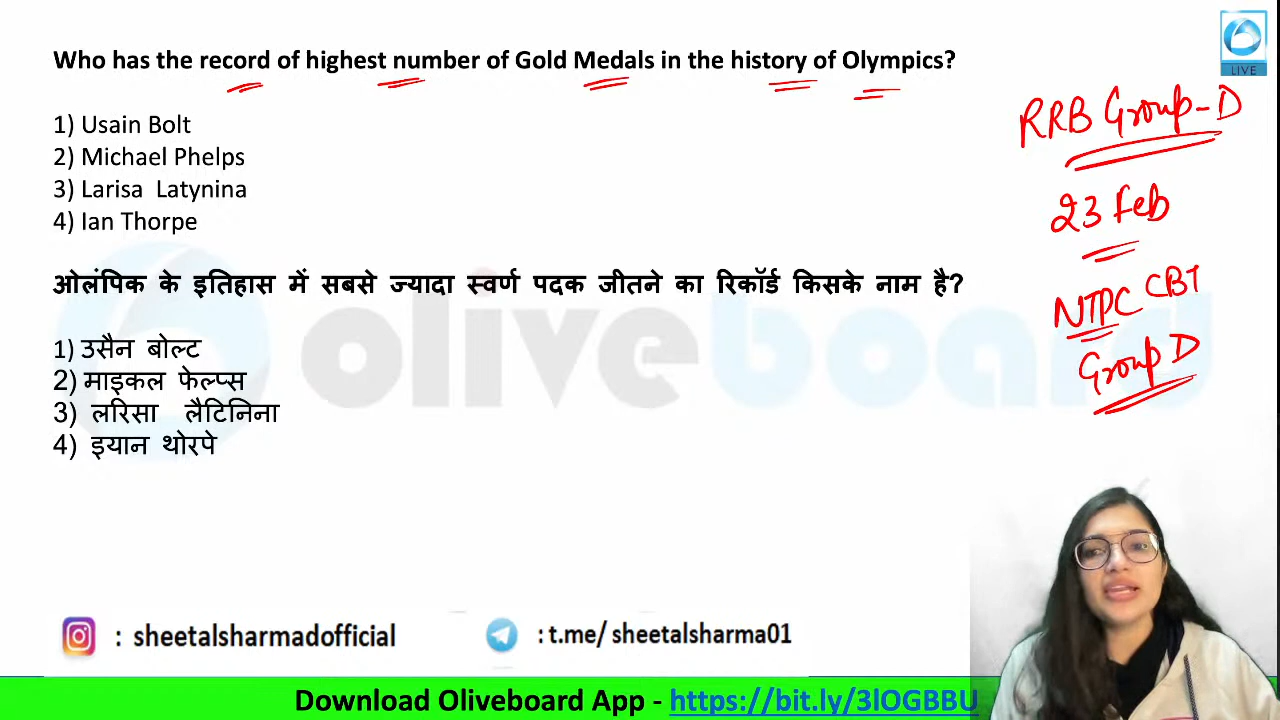 Who has the record of highest number of Gold Medals in the history of Olympics?
1) Usain Bolt
2) Michael Phelps
3) Larisa Latynina
4) Ian Thorpe
ओलंपिक के इतिहास में सबसे ज्यादा स्वर्ण पदक जीतने का रिकॉर्ड किसके नाम है?
1) उसैन बोल्ट
2) माइकल फेल्प्स
3) लरिसा लैटिनिना
4) इयान थोरपे
LIVE
RRB Group-D
23 Feb
NTPC CBT
Group D
oliveboard
: sheetalsharmadofficial
: t.me/ sheetalsharma01
Download Oliveboard App - https://bit.ly/3lOGBBU